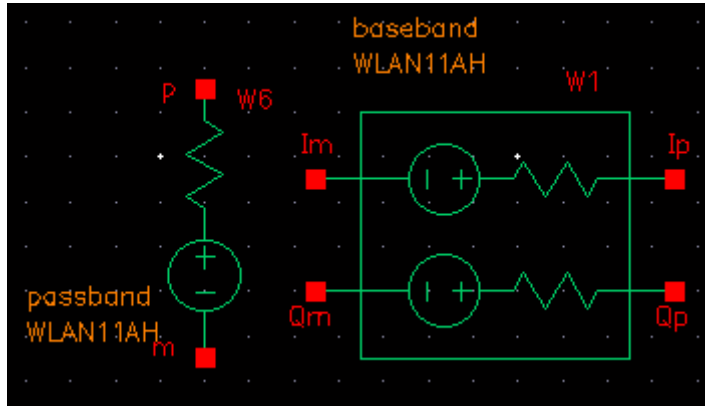 baseband
WLAN11AH
W1
p
W6
Im
Ip
passband
WLAN11AH
m
Qm
Qp